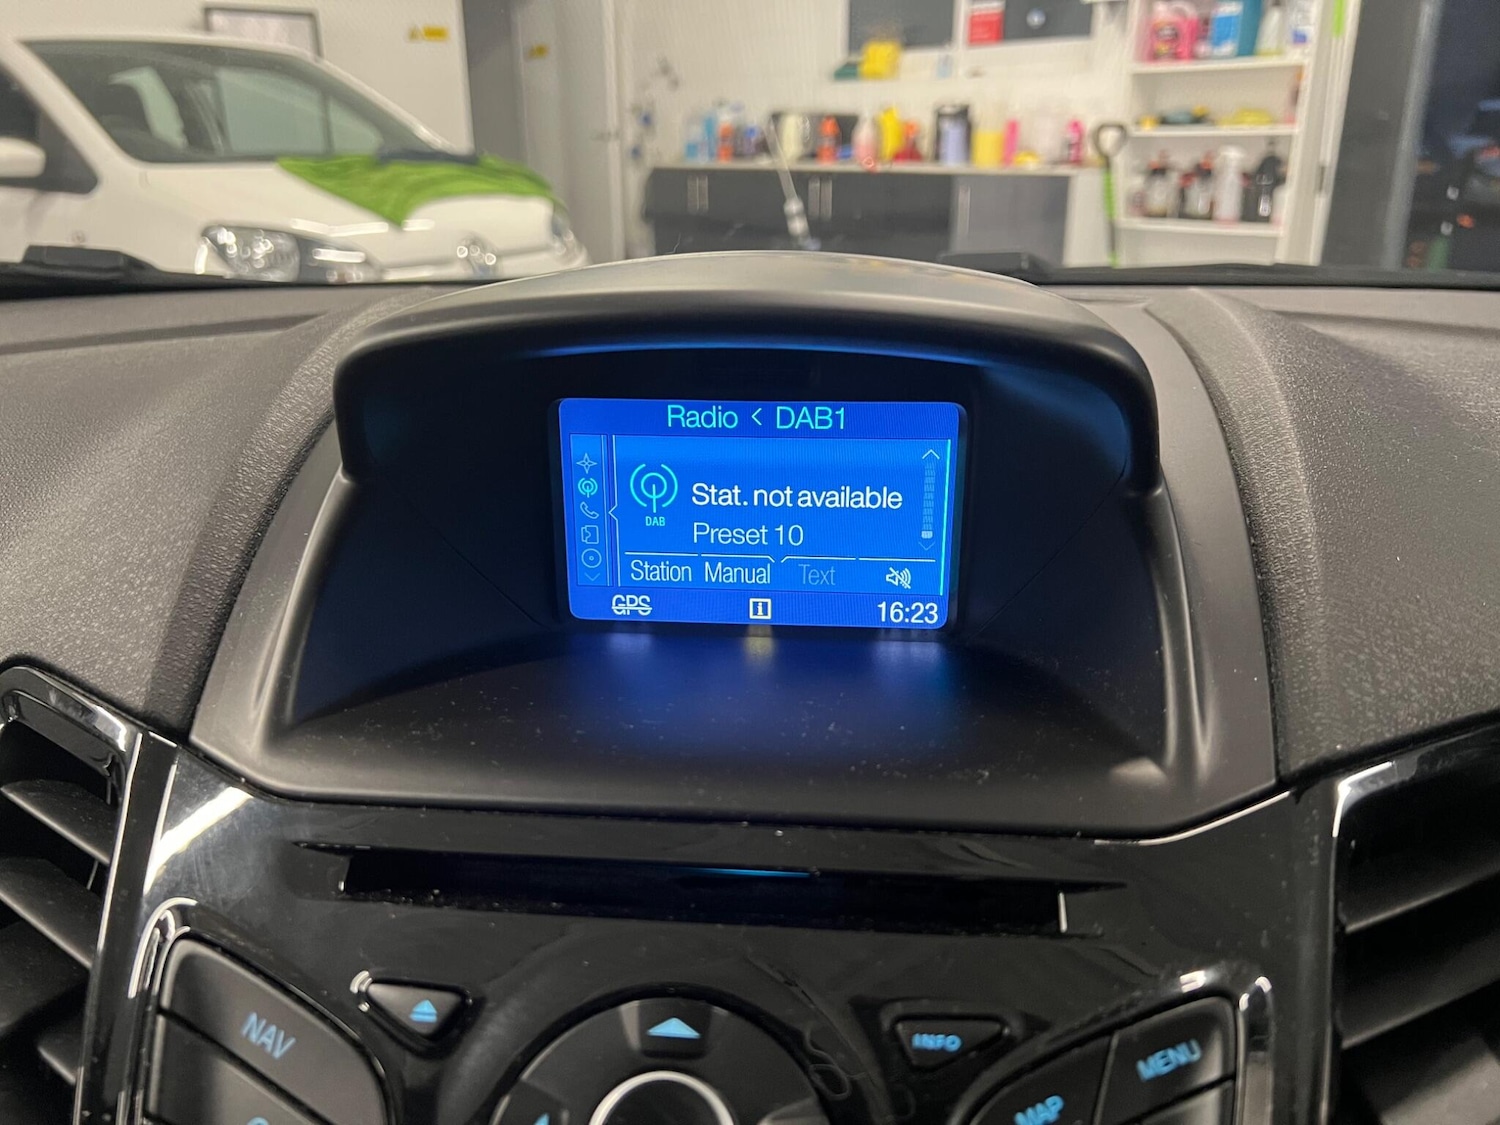 Radio < DAB1
DAB
Stat. not available
Preset 10
Station Manual Text
GPS i 16:23
NAV
INFO
MENU
MAP